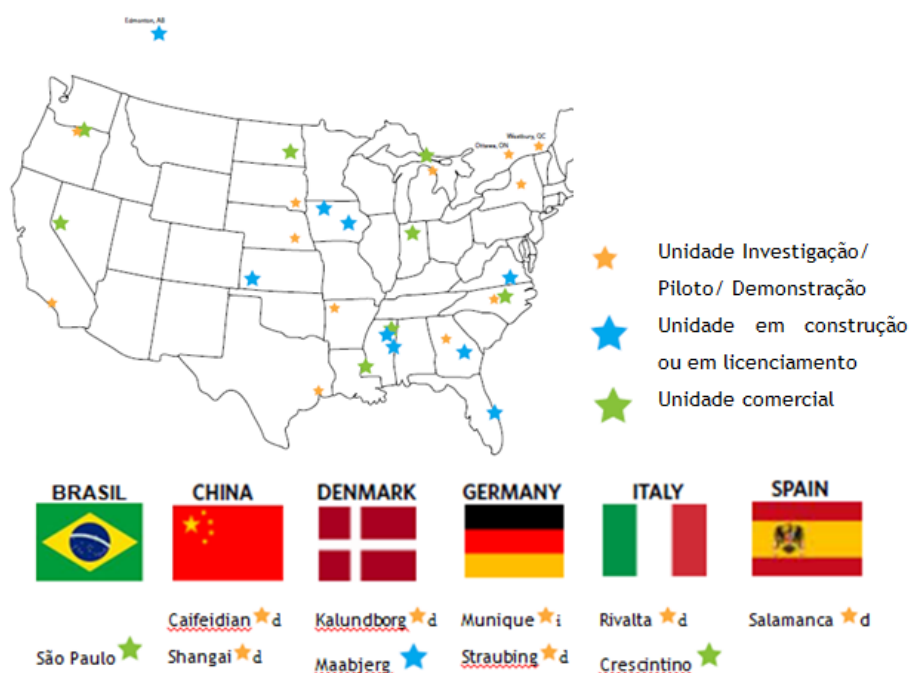 Edmonton, AB
Westbury, QC
Ottawa, ON
Unidade Investigação/
Piloto/ Demonstração
Unidade em construção
ou em licenciamento
Unidade comercial
BRASIL CHINA DENMARK GERMANY ITALY SPAIN
Caifeidian d Kalundborg d Munique i Rivalta d Salamanca d
São Paulo Shangai d Maabjerg Straubing d Crescintino